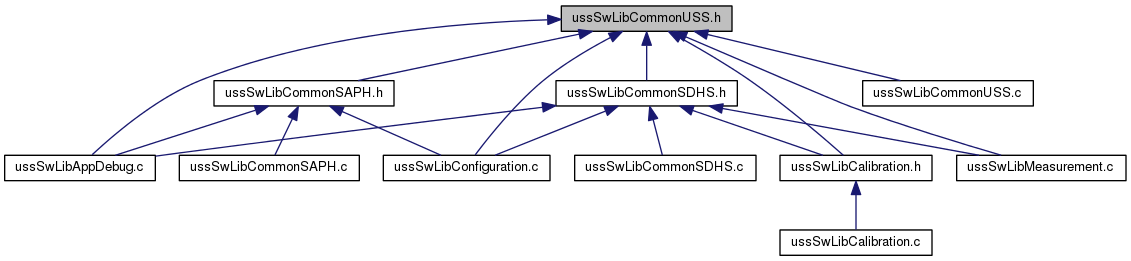 ussSwLibCommonUSS.h
ussSwLibCommonSAPH.h
ussSwLibCommonSDHS.h
ussSwLibCommonUSS.c
ussSwLibAppDebug.c
ussSwLibCommonSAPH.c
ussSwLibConfiguration.c
ussSwLibCommonSDHS.c
ussSwLibCalibration.h
ussSwLibMeasurement.c
ussSwLibCalibration.c